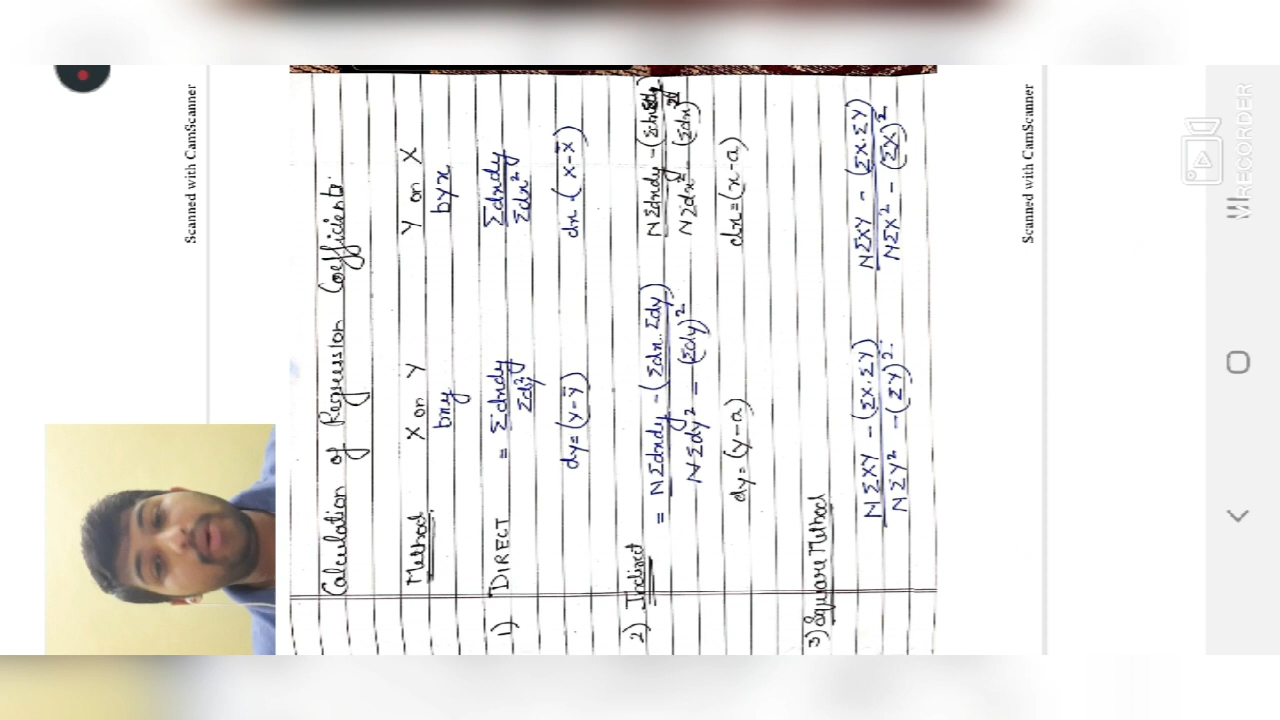 Scanned with CamScanner
Calculation of Regression Coefficients.
Method X on Y Y on X
bxy byx
1) DIRECT = Σdxdy / Σdy² Σdxdy / Σdx²
dy = (y-ȳ) dx = (x-x̄)
2) Indirect
= NΣdxdy - (Σdx.Σdy) / NΣdy² - (Σdy)² NΣdxdy - (Σdx / NΣdx² - (Σdx)²
dy = (y-a) dx = (x-a)
3) Square Method
NΣXY - (ΣX.ΣY) / NΣY² - (ΣY)² NΣXY - (ΣX.ΣY) / NΣX² - (ΣX)²
Scanned with CamScanner
RECORDER